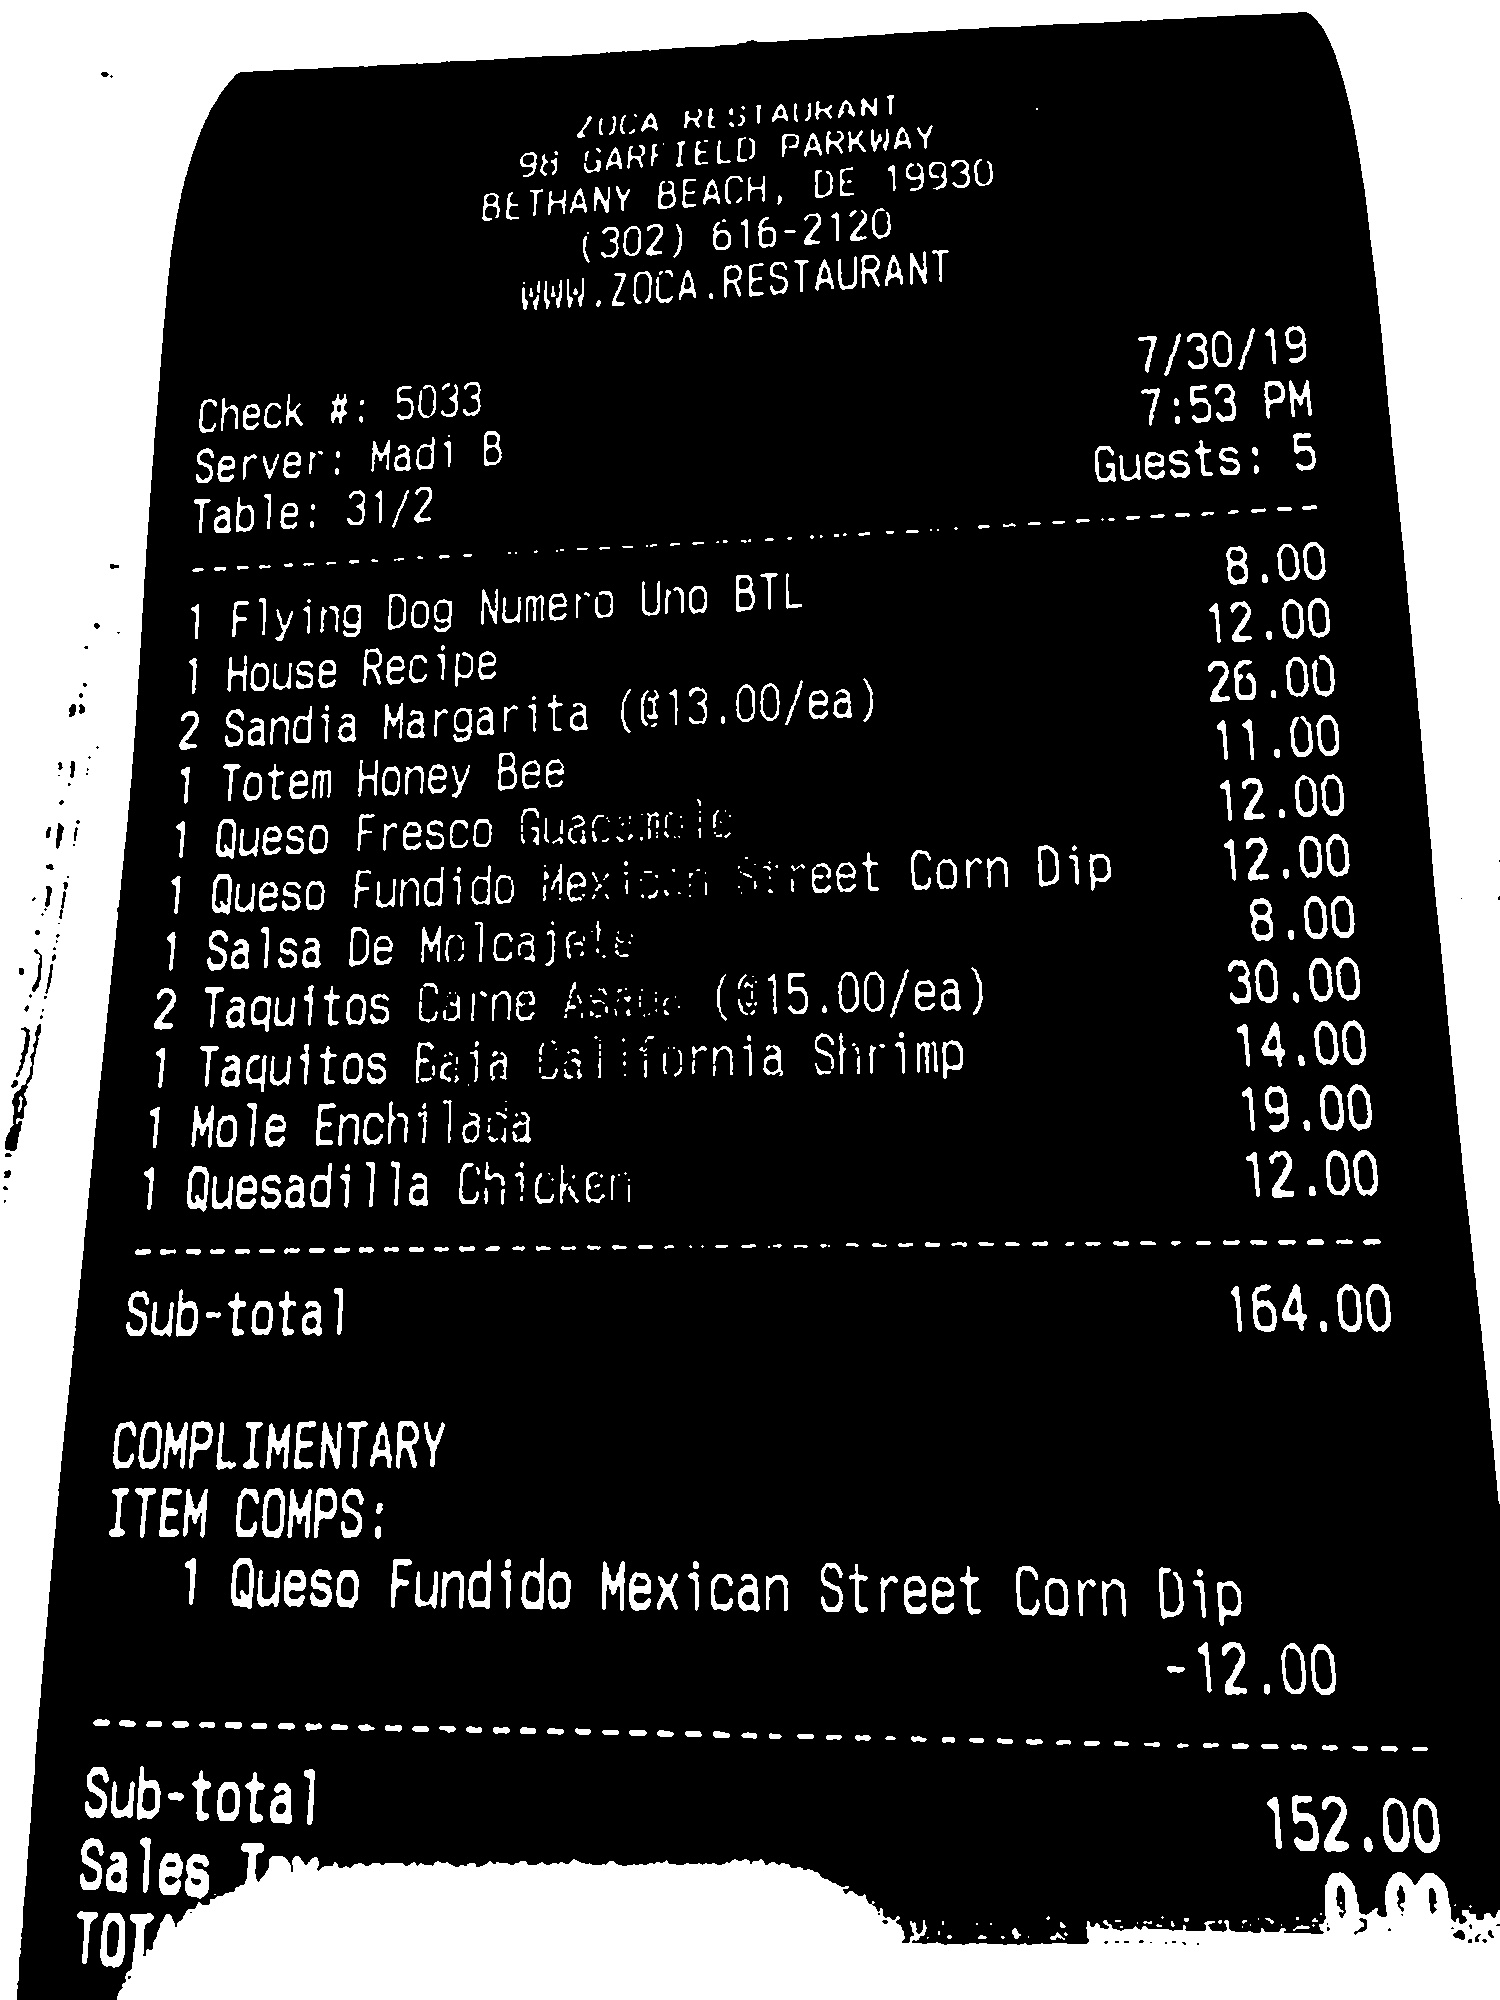 ZOCA RESTAURANT
98 GARFIELD PARKWAY
BETHANY BEACH, DE 19930
(302) 616-2120
WWW.ZOCA.RESTAURANT
7/30/19
Check #: 5033 7:53 PM
Server: Madi B Guests: 5
Table: 31/2
1 Flying Dog Numero Uno BTL 8.00
1 House Recipe 12.00
2 Sandia Margarita (@13.00/ea) 26.00
1 Totem Honey Bee 11.00
1 Queso Fresco Guacamole 12.00
1 Queso Fundido Mexican Street Corn Dip 12.00
1 Salsa De Molcajete 8.00
2 Taquitos Carne Asada (@15.00/ea) 30.00
1 Taquitos Baja California Shrimp 14.00
1 Mole Enchilada 19.00
1 Quesadilla Chicken 12.00
Sub-total 164.00
COMPLIMENTARY
ITEM COMPS:
1 Queso Fundido Mexican Street Corn Dip
-12.00
Sub-total 152.00
Sales Tax 0.00